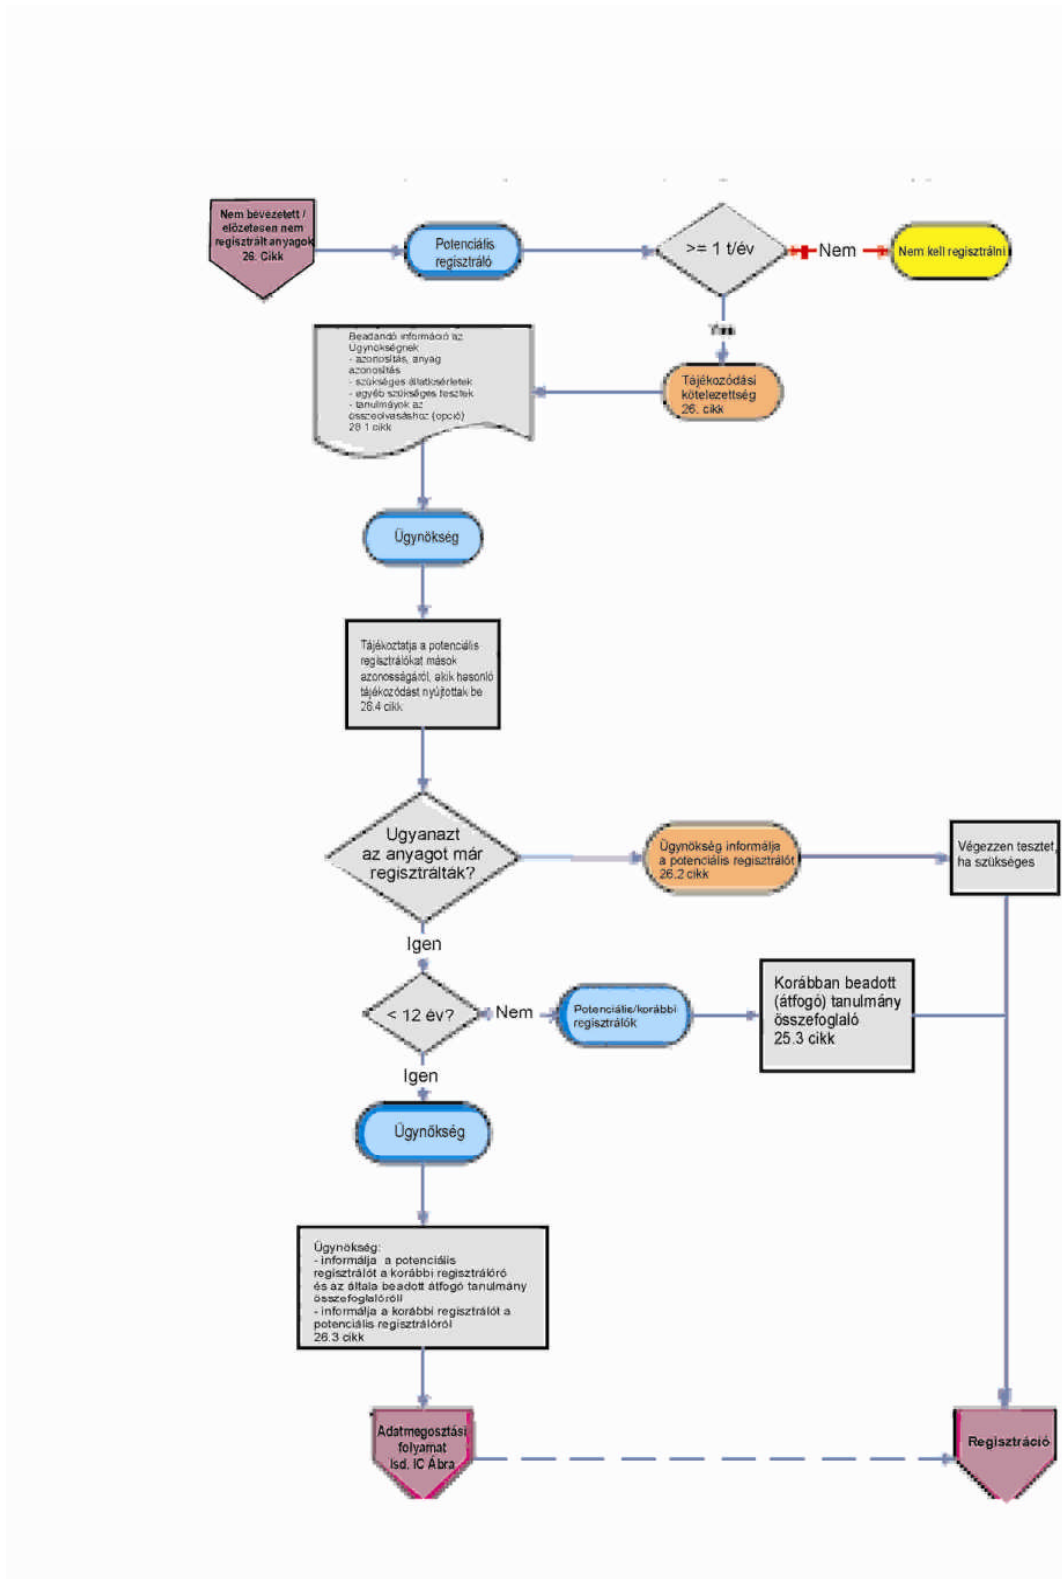 Nem bevezetett /
előzetesen nem
regisztrált anyagok
26. Cikk
Potenciális
regisztráló
>= 1 t/év
Nem
Nem kell regisztrálni
Beadandó információ az
Ügynökségnek
- azonosítás, anyag
azonosítás
- szükséges állatkísérletek
- egyéb szükséges tesztek
- tanulmáyok az
összeolvasáshoz (opció)
26.1 cikk
Tájékozódási
kötelezettség
26. cikk
Ügynökség
Tájékoztatja a potenciális
regisztrálókat mások
azonosságáról, akik hasonló
tájékozódást nyújtottak be
26.4 cikk
Ugyanazt
az anyagot már
regisztrálták?
Ügynökség informálja
a potenciális regisztrálót
26.2 cikk
Végezzen tesztet,
ha szükséges
Igen
< 12 év?
Nem
Potenciális/korábbi
regisztrálók
Korábban beadott
(átfogó) tanulmány
összefoglaló
25.3 cikk
Igen
Ügynökség
Ügynökség:
- informálja a potenciális
regisztrálót a korábbi regisztrálóró
és az általa beadott átfogó tanulmány
összefoglalóról
- informálja a korábbi regisztrálót a
potenciális regisztrálóról
26.3 cikk
Adatmegosztási
folyamat
lsd. IC Ábra
Regisztráció